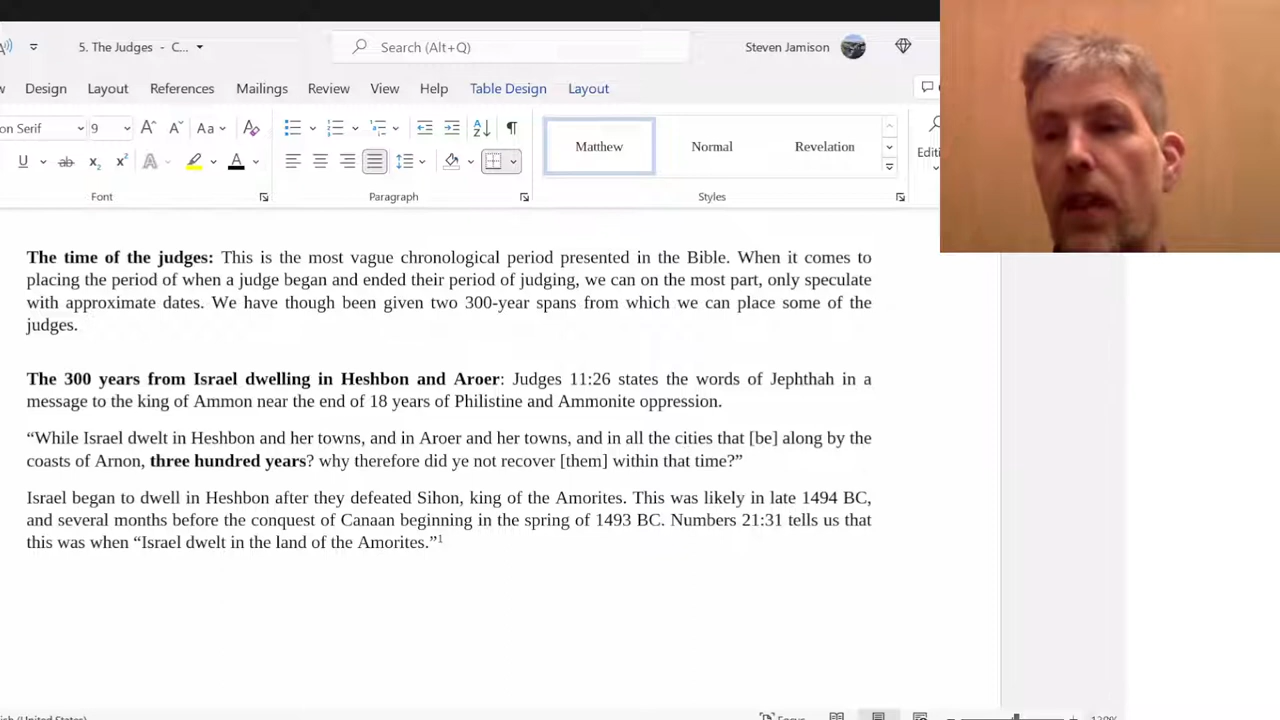 5. The Judges - C...
Search (Alt+Q)
Steven Jamison
Design Layout References Mailings Review View Help Table Design Layout
on Serif 9 Aa
Matthew Normal Revelation
Editi
Font Paragraph Styles
The time of the judges: This is the most vague chronological period presented in the Bible. When it comes to
placing the period of when a judge began and ended their period of judging, we can on the most part, only speculate
with approximate dates. We have though been given two 300-year spans from which we can place some of the
judges.
The 300 years from Israel dwelling in Heshbon and Aroer: Judges 11:26 states the words of Jephthah in a
message to the king of Ammon near the end of 18 years of Philistine and Ammonite oppression.
“While Israel dwelt in Heshbon and her towns, and in Aroer and her towns, and in all the cities that [be] along by the
coasts of Arnon, three hundred years? why therefore did ye not recover [them] within that time?”
Israel began to dwell in Heshbon after they defeated Sihon, king of the Amorites. This was likely in late 1494 BC,
and several months before the conquest of Canaan beginning in the spring of 1493 BC. Numbers 21:31 tells us that
this was when “Israel dwelt in the land of the Amorites.”1